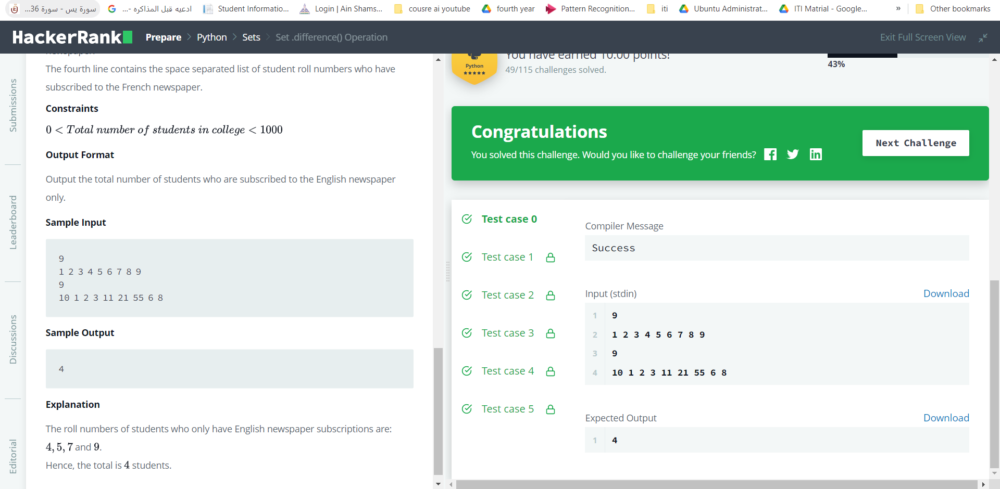 سورة يس - سورة 36...
ادعيه قبل المذاكره -...
Student Informatio...
Login | Ain Shams...
cousre ai youtube
fourth year
Pattern Recognition...
iti
Ubuntu Administrat...
ITI Matrial - Google...
»
Other bookmarks
HackerRank
Prepare > Python > Sets > Set .difference() Operation
Exit Full Screen View
Submissions
Leaderboard
Discussions
Editorial
newspaper.
The fourth line contains the space separated list of student roll numbers who have
subscribed to the French newspaper.
Constraints
0 < Total number of students in college < 1000
Output Format
Output the total number of students who are subscribed to the English newspaper
only.
Sample Input
9
1 2 3 4 5 6 7 8 9
9
10 1 2 3 11 21 55 6 8
Sample Output
4
Explanation
The roll numbers of students who only have English newspaper subscriptions are:
4, 5, 7 and 9.
Hence, the total is 4 students.
Python
You have earned 10.00 points!
49/115 challenges solved.
43%
Congratulations
You solved this challenge. Would you like to challenge your friends?
Next Challenge
Test case 0
Test case 1
Test case 2
Test case 3
Test case 4
Test case 5
Compiler Message
Success
Input (stdin)
Download
1 9
2 1 2 3 4 5 6 7 8 9
3 9
4 10 1 2 3 11 21 55 6 8
Expected Output
Download
1 4